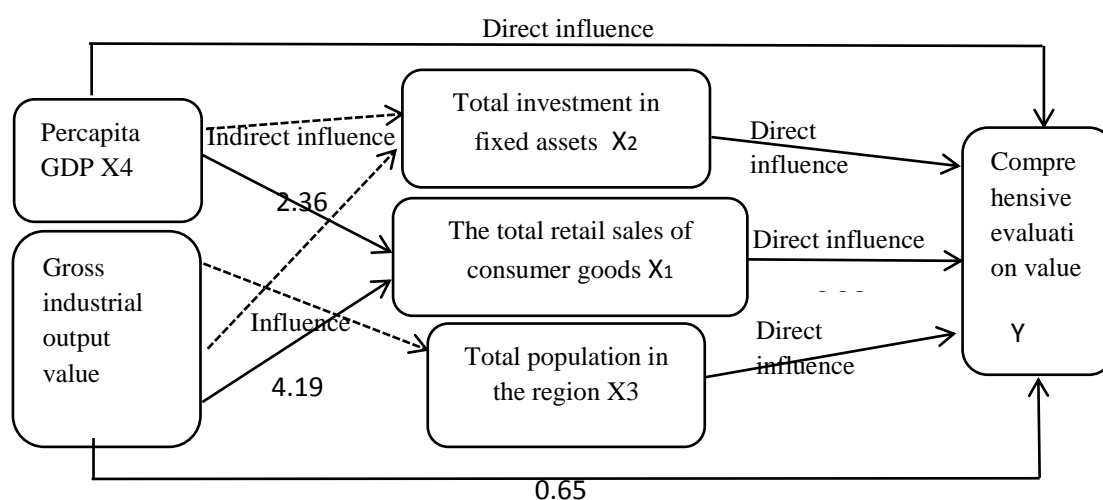 Direct influence
Percapita
GDP X4
Indirect influence
Total investment in
fixed assets X2
Direct
influence
2.36
The total retail sales of
consumer goods X1
Direct influence
Compre
hensive
evaluati
on value
Y
Gross
industrial
output
value
Influence
4.19
Total population in
the region X3
Direct
influence
0.65